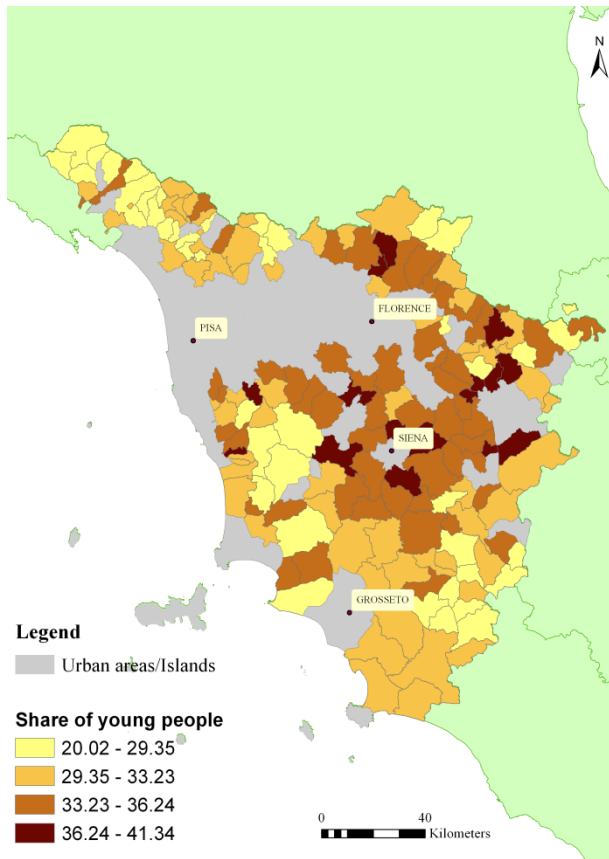 N
FLORENCE
PISA
SIENA
GROSSETO
Legend
Urban areas/Islands
Share of young people
20.02 - 29.35
29.35 - 33.23
33.23 - 36.24
36.24 - 41.34
0 40
Kilometers